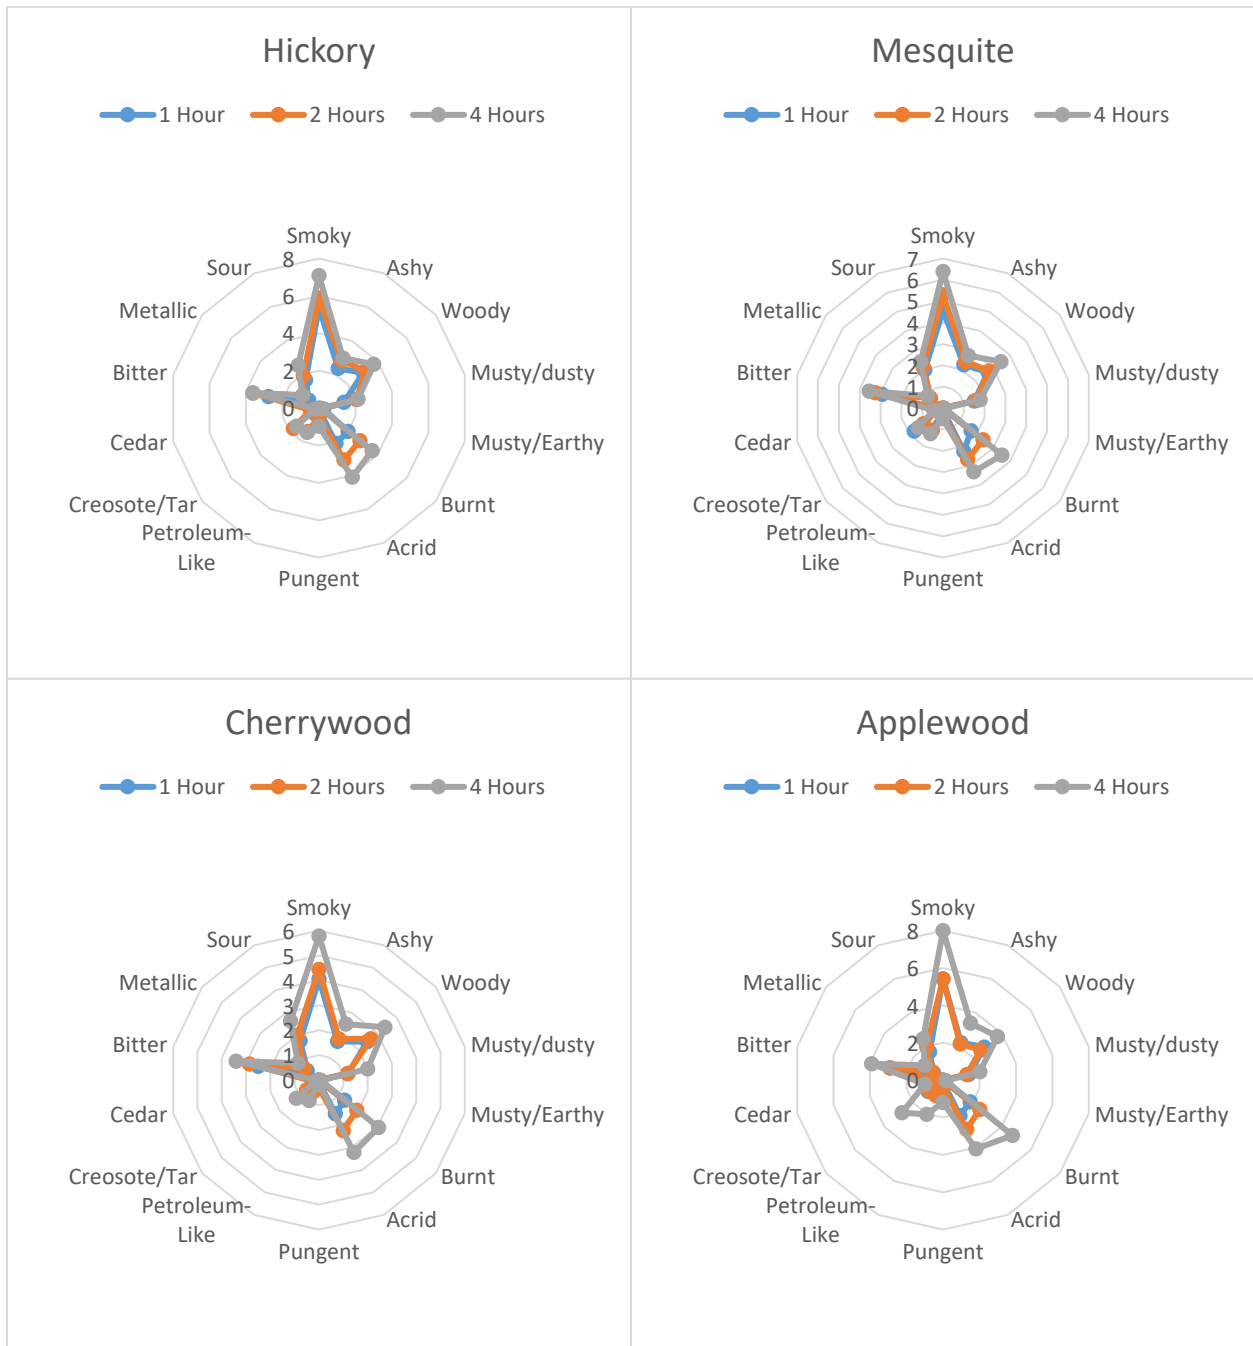 Hickory
1 Hour 2 Hours 4 Hours
Smoky
Ashy
Woody
Musty/dusty
Musty/Earthy
Burnt
Acrid
Pungent
Petroleum-
Like
Creosote/Tar
Cedar
Bitter
Metallic
Sour
8
6
4
2
0
Mesquite
1 Hour 2 Hours 4 Hours
Smoky
Ashy
Woody
Musty/dusty
Musty/Earthy
Burnt
Acrid
Pungent
Petroleum-
Like
Creosote/Tar
Cedar
Bitter
Metallic
Sour
7
6
5
4
3
2
1
0
Cherrywood
1 Hour 2 Hours 4 Hours
Smoky
Ashy
Woody
Musty/dusty
Musty/Earthy
Burnt
Acrid
Pungent
Petroleum-
Like
Creosote/Tar
Cedar
Bitter
Metallic
Sour
6
5
4
3
2
1
0
Applewood
1 Hour 2 Hours 4 Hours
Smoky
Ashy
Woody
Musty/dusty
Musty/Earthy
Burnt
Acrid
Pungent
Petroleum-
Like
Creosote/Tar
Cedar
Bitter
Metallic
Sour
8
6
4
2
0